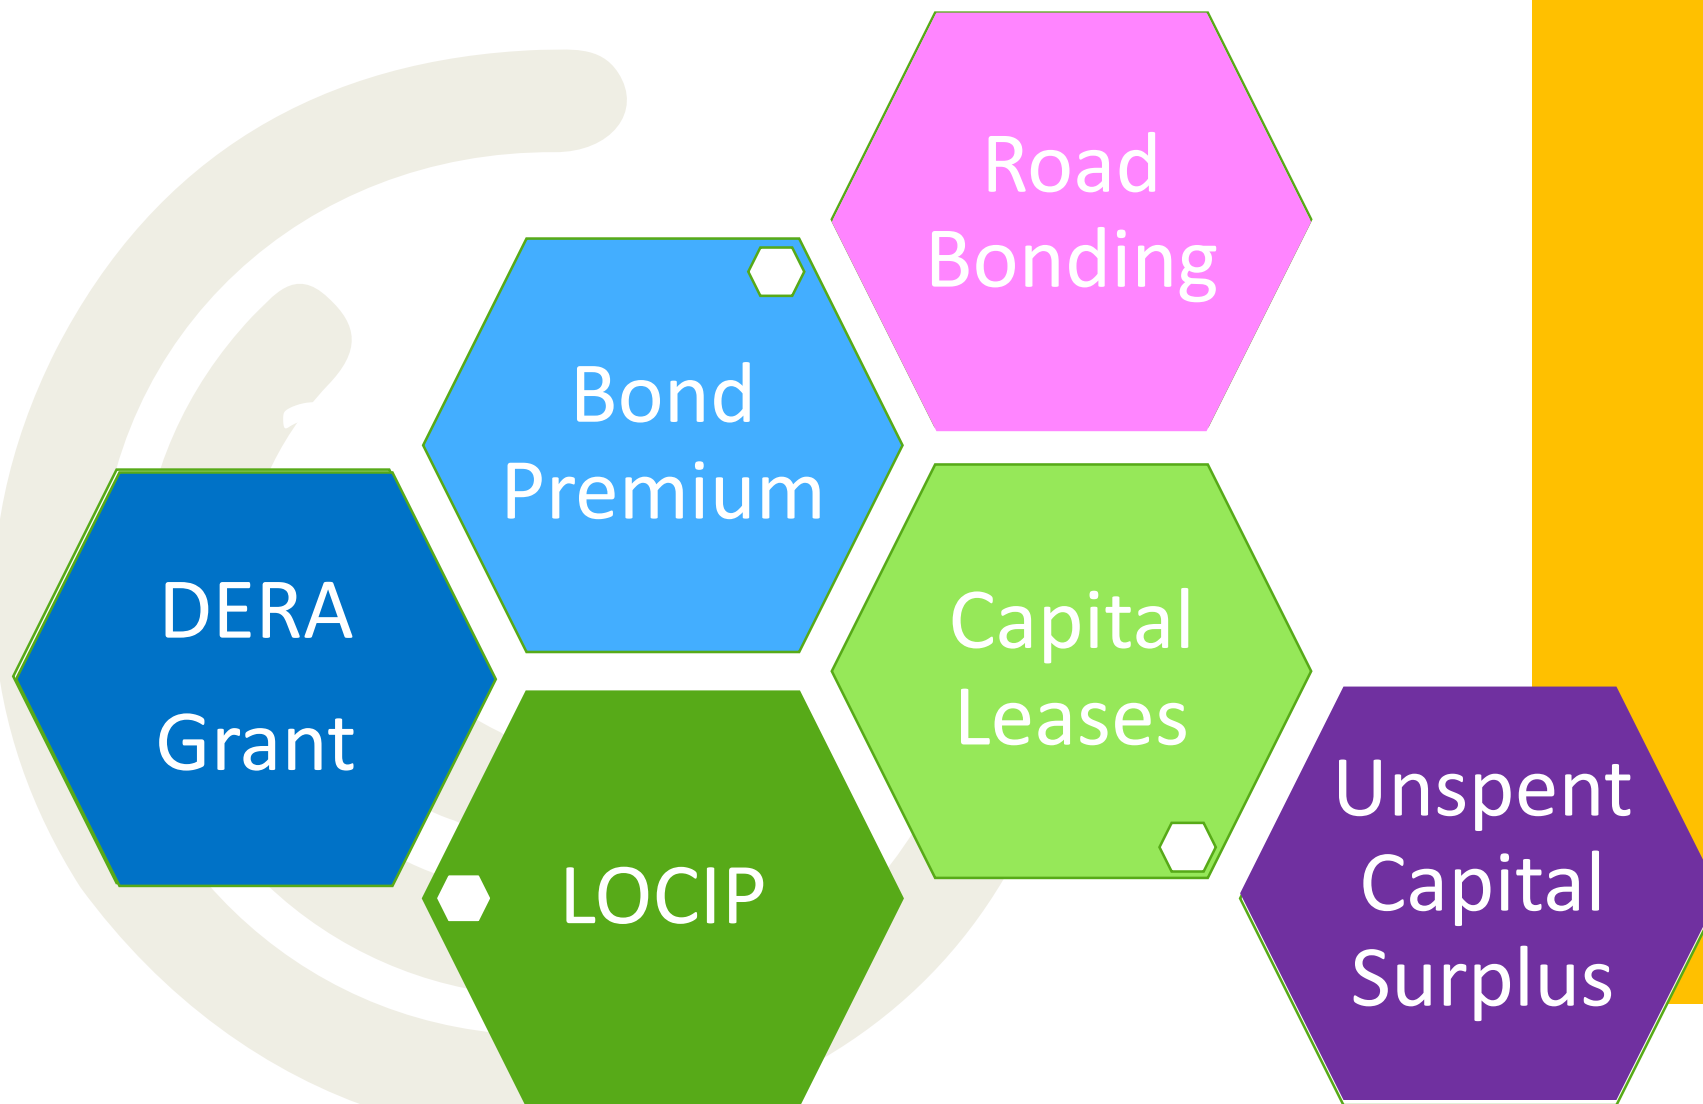 Road
Bonding
Bond
Premium
DERA
Grant
Capital
Leases
LOCIP
Unspent
Capital
Surplus